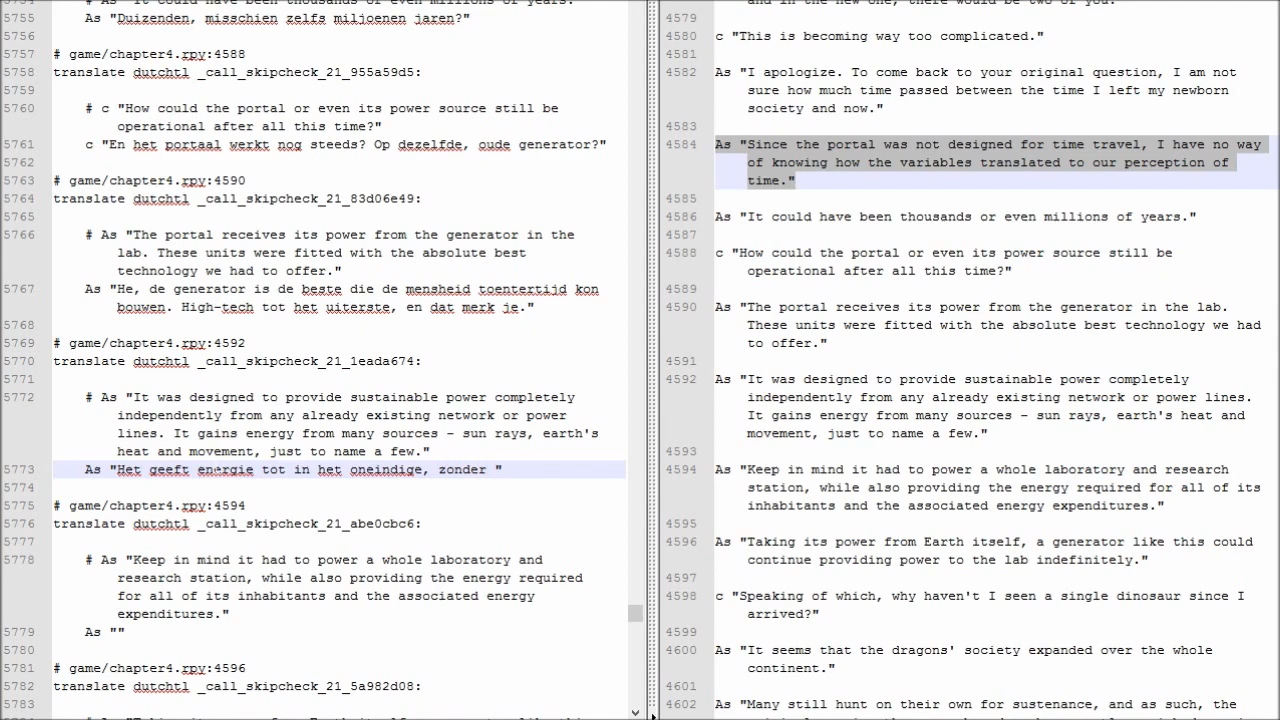 5755 As "Duizenden, misschien zelfs miljoenen jaren?"
5756
5757 # game/chapter4.rpy:4588
5758 translate dutchtl _call_skipcheck_21_955a59d5:
5759
5760 # c "How could the portal or even its power source still be
operational after all this time?"
5761 c "En het portaal werkt nog steeds? Op dezelfde, oude generator?"
5762
5763 # game/chapter4.rpy:4590
5764 translate dutchtl _call_skipcheck_21_83d06e49:
5765
5766 # As "The portal receives its power from the generator in the
lab. These units were fitted with the absolute best
technology we had to offer."
5767 As "He, de generator is de beste die de mensheid toentertijd kon
bouwen. High-tech tot het uiterste, en dat merk je."
5768
5769 # game/chapter4.rpy:4592
5770 translate dutchtl _call_skipcheck_21_1eada674:
5771
5772 # As "It was designed to provide sustainable power completely
independently from any already existing network or power
lines. It gains energy from many sources - sun rays, earth's
heat and movement, just to name a few."
5773 As "Het geeft energie tot in het oneindige, zonder "
5774
5775 # game/chapter4.rpy:4594
5776 translate dutchtl _call_skipcheck_21_abe0cbc6:
5777
5778 # As "Keep in mind it had to power a whole laboratory and
research station, while also providing the energy required
for all of its inhabitants and the associated energy
expenditures."
5779 As ""
5780
5781 # game/chapter4.rpy:4596
5782 translate dutchtl _call_skipcheck_21_5a982d08:
5783
4579
4580 c "This is becoming way too complicated."
4581
4582 As "I apologize. To come back to your original question, I am not
sure how much time passed between the time I left my newborn
society and now."
4583
4584 As "Since the portal was not designed for time travel, I have no way
of knowing how the variables translated to our perception of
time."
4585
4586 As "It could have been thousands or even millions of years."
4587
4588 c "How could the portal or even its power source still be
operational after all this time?"
4589
4590 As "The portal receives its power from the generator in the lab.
These units were fitted with the absolute best technology we had
to offer."
4591
4592 As "It was designed to provide sustainable power completely
independently from any already existing network or power lines.
It gains energy from many sources - sun rays, earth's heat and
movement, just to name a few."
4593
4594 As "Keep in mind it had to power a whole laboratory and research
station, while also providing the energy required for all of its
inhabitants and the associated energy expenditures."
4595
4596 As "Taking its power from Earth itself, a generator like this could
continue providing power to the lab indefinitely."
4597
4598 c "Speaking of which, why haven't I seen a single dinosaur since I
arrived?"
4599
4600 As "It seems that the dragons' society expanded over the whole
continent."
4601
4602 As "Many still hunt on their own for sustenance, and as such, the